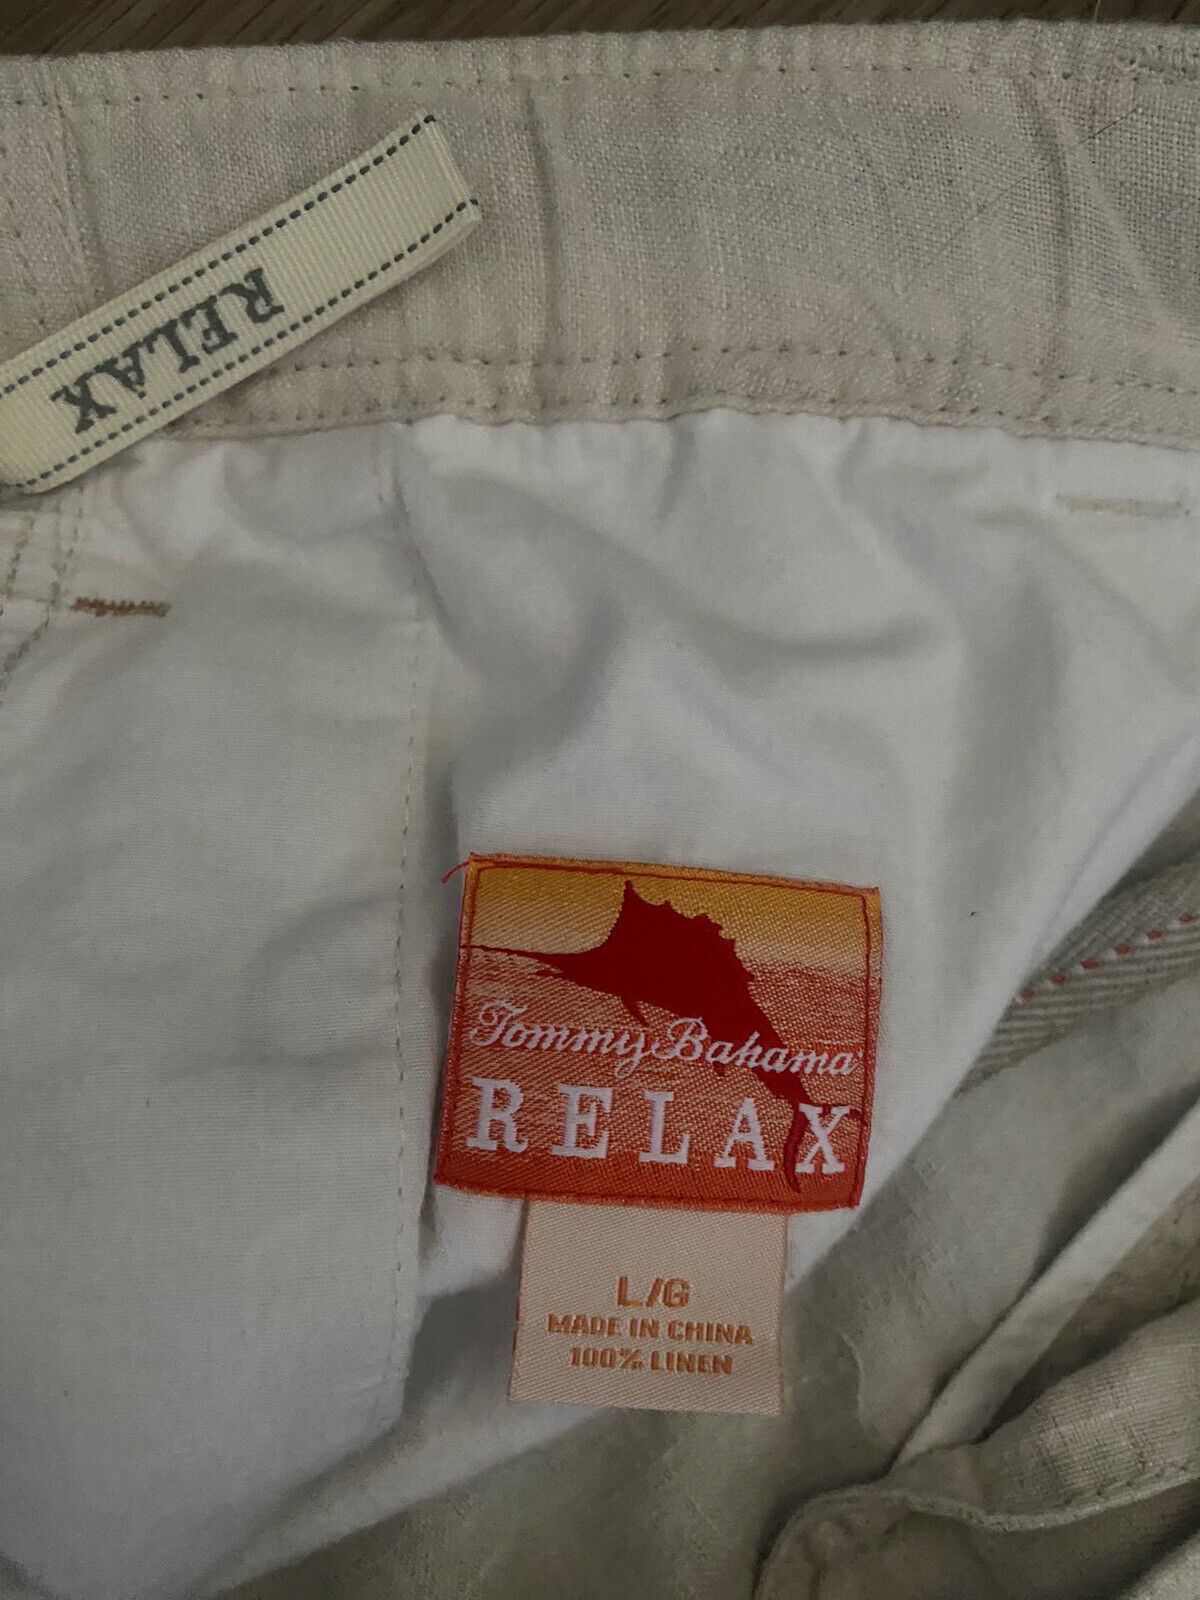 RELAX
Tommy Bahama
RELAX
L/G
MADE IN CHINA
100% LINEN